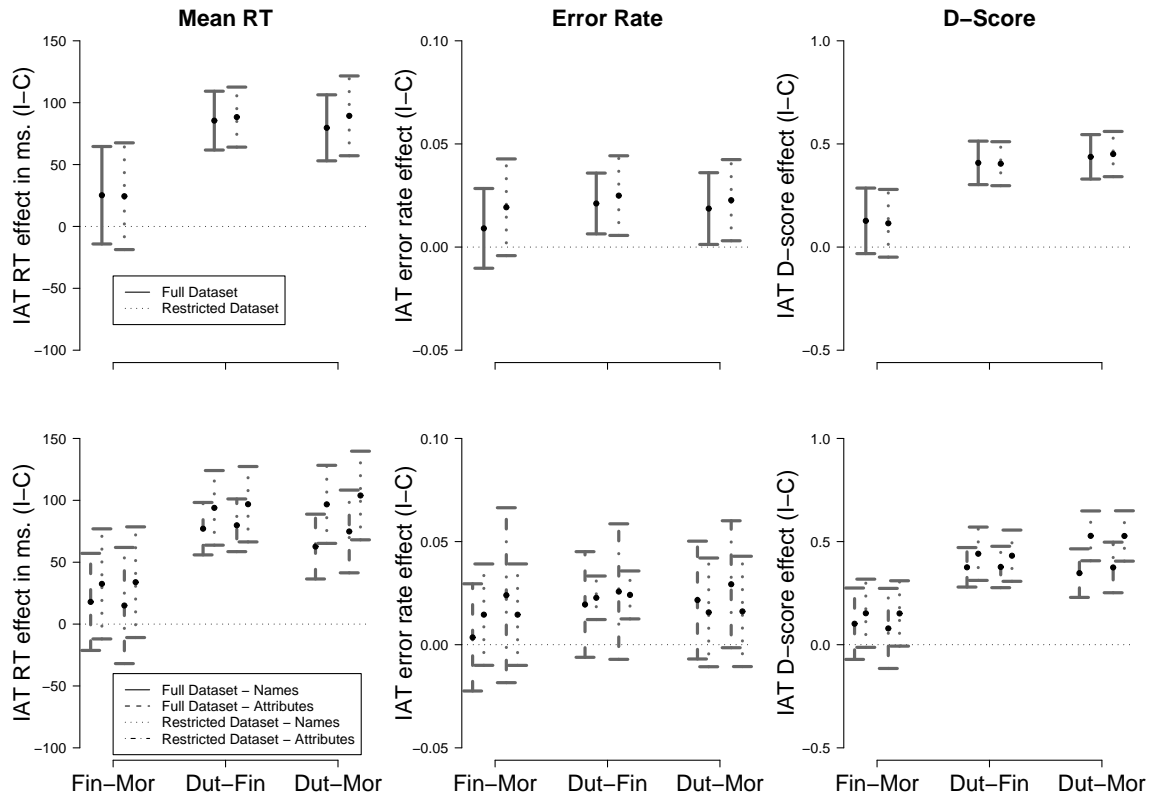 Mean RT
Error Rate
D−Score
IAT RT effect in ms. (I−C)
150
100
50
0
−50
−100
Full Dataset
Restricted Dataset
IAT error rate effect (I−C)
0.10
0.05
0.00
−0.05
IAT D−score effect (I−C)
1.0
0.5
0.0
−0.5
IAT RT effect in ms. (I−C)
150
100
50
0
−50
−100
Full Dataset − Names
Full Dataset − Attributes
Restricted Dataset − Names
Restricted Dataset − Attributes
Fin−Mor Dut−Fin Dut−Mor
IAT error rate effect (I−C)
0.10
0.05
0.00
−0.05
Fin−Mor Dut−Fin Dut−Mor
IAT D−score effect (I−C)
1.0
0.5
0.0
−0.5
Fin−Mor Dut−Fin Dut−Mor